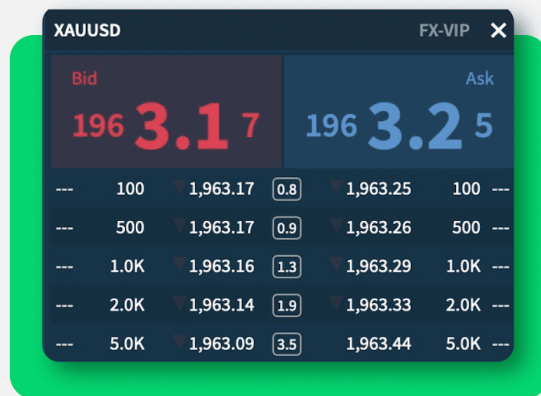 XAUUSD FX-VIP ✕
Bid Ask
196 3.1 7 196 3.2 5
--- 100 ▼1,963.17 0.8 ▼1,963.25 100 ---
--- 500 ▼1,963.17 0.9 ▼1,963.26 500 ---
--- 1.0K ▼1,963.16 1.3 ▼1,963.29 1.0K ---
--- 2.0K ▼1,963.14 1.9 ▼1,963.33 2.0K ---
--- 5.0K ▼1,963.09 3.5 1,963.44 5.0K ---